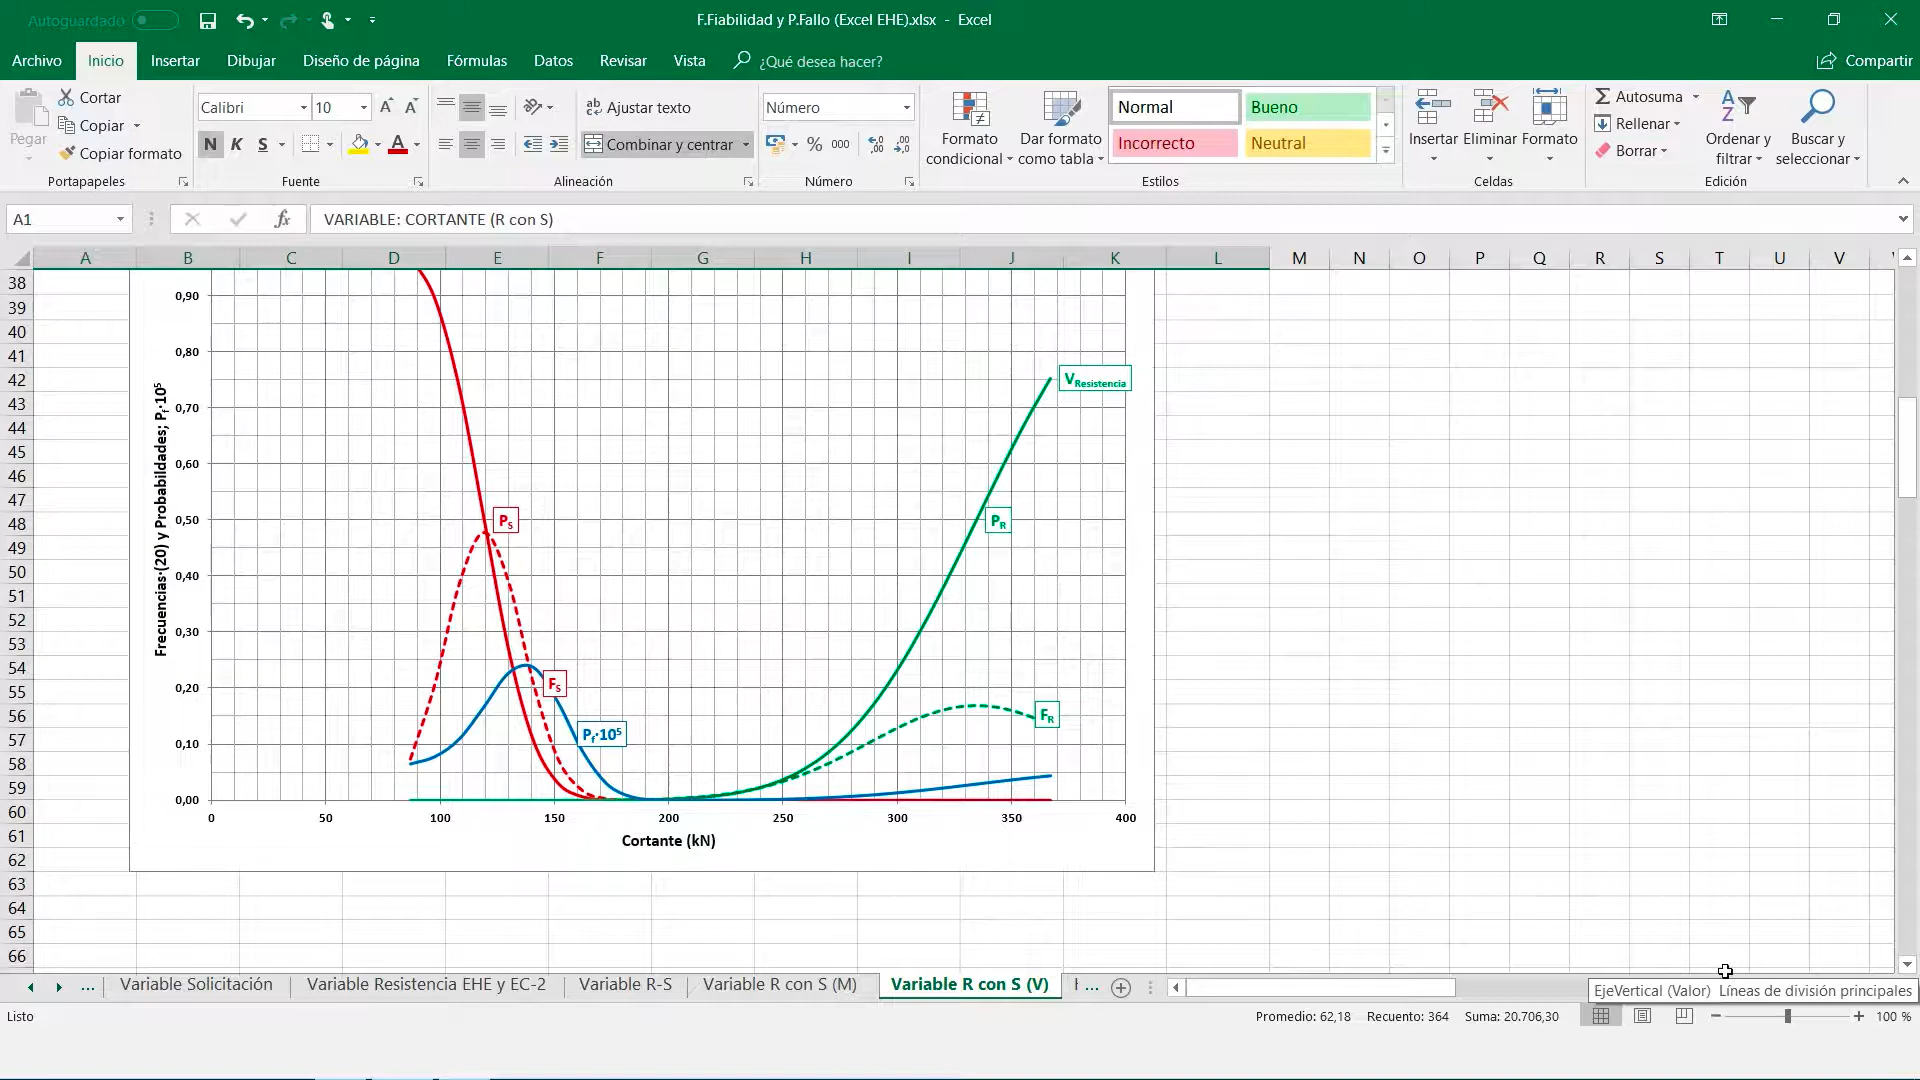 Autoguardado
F.Fiabilidad y P.Fallo (Excel EHE).xlsx - Excel
Archivo Inicio Insertar Dibujar Diseño de página Fórmulas Datos Revisar Vista ¿Qué desea hacer? Compartir
Pegar
Cortar
Copiar
Copiar formato
Portapapeles
Calibri 10
N K S
Fuente
Ajustar texto
Combinar y centrar
Alineación
Número
% 000
Número
Formato condicional
Dar formato como tabla
Normal Bueno
Incorrecto Neutral
Estilos
Insertar Eliminar Formato
Celdas
Autosuma
Rellenar
Borrar
Ordenar y filtrar
Buscar y seleccionar
Edición
A1 fx VARIABLE: CORTANTE (R con S)
A B C D E F G H I J K L M N O P Q R S T U V
38
39
40
41
42
43
44
45
46
47
48
49
50
51
52
53
54
55
56
57
58
59
60
61
62
63
64
65
66
Frecuencias·(20) y Probabildades; Pf·10⁵
0,90
0,80
0,70
0,60
0,50
0,40
0,30
0,20
0,10
0,00
VResistencia
PS
PR
FS
FR
Pf·10⁵
0 50 100 150 200 250 300 350 400
Cortante (kN)
... Variable Solicitación Variable Resistencia EHE y EC-2 Variable R-S Variable R con S (M) Variable R con S (V) ...
EjeVertical (Valor) Líneas de división principales
Listo Promedio: 62,18 Recuento: 364 Suma: 20.706,30 100 %